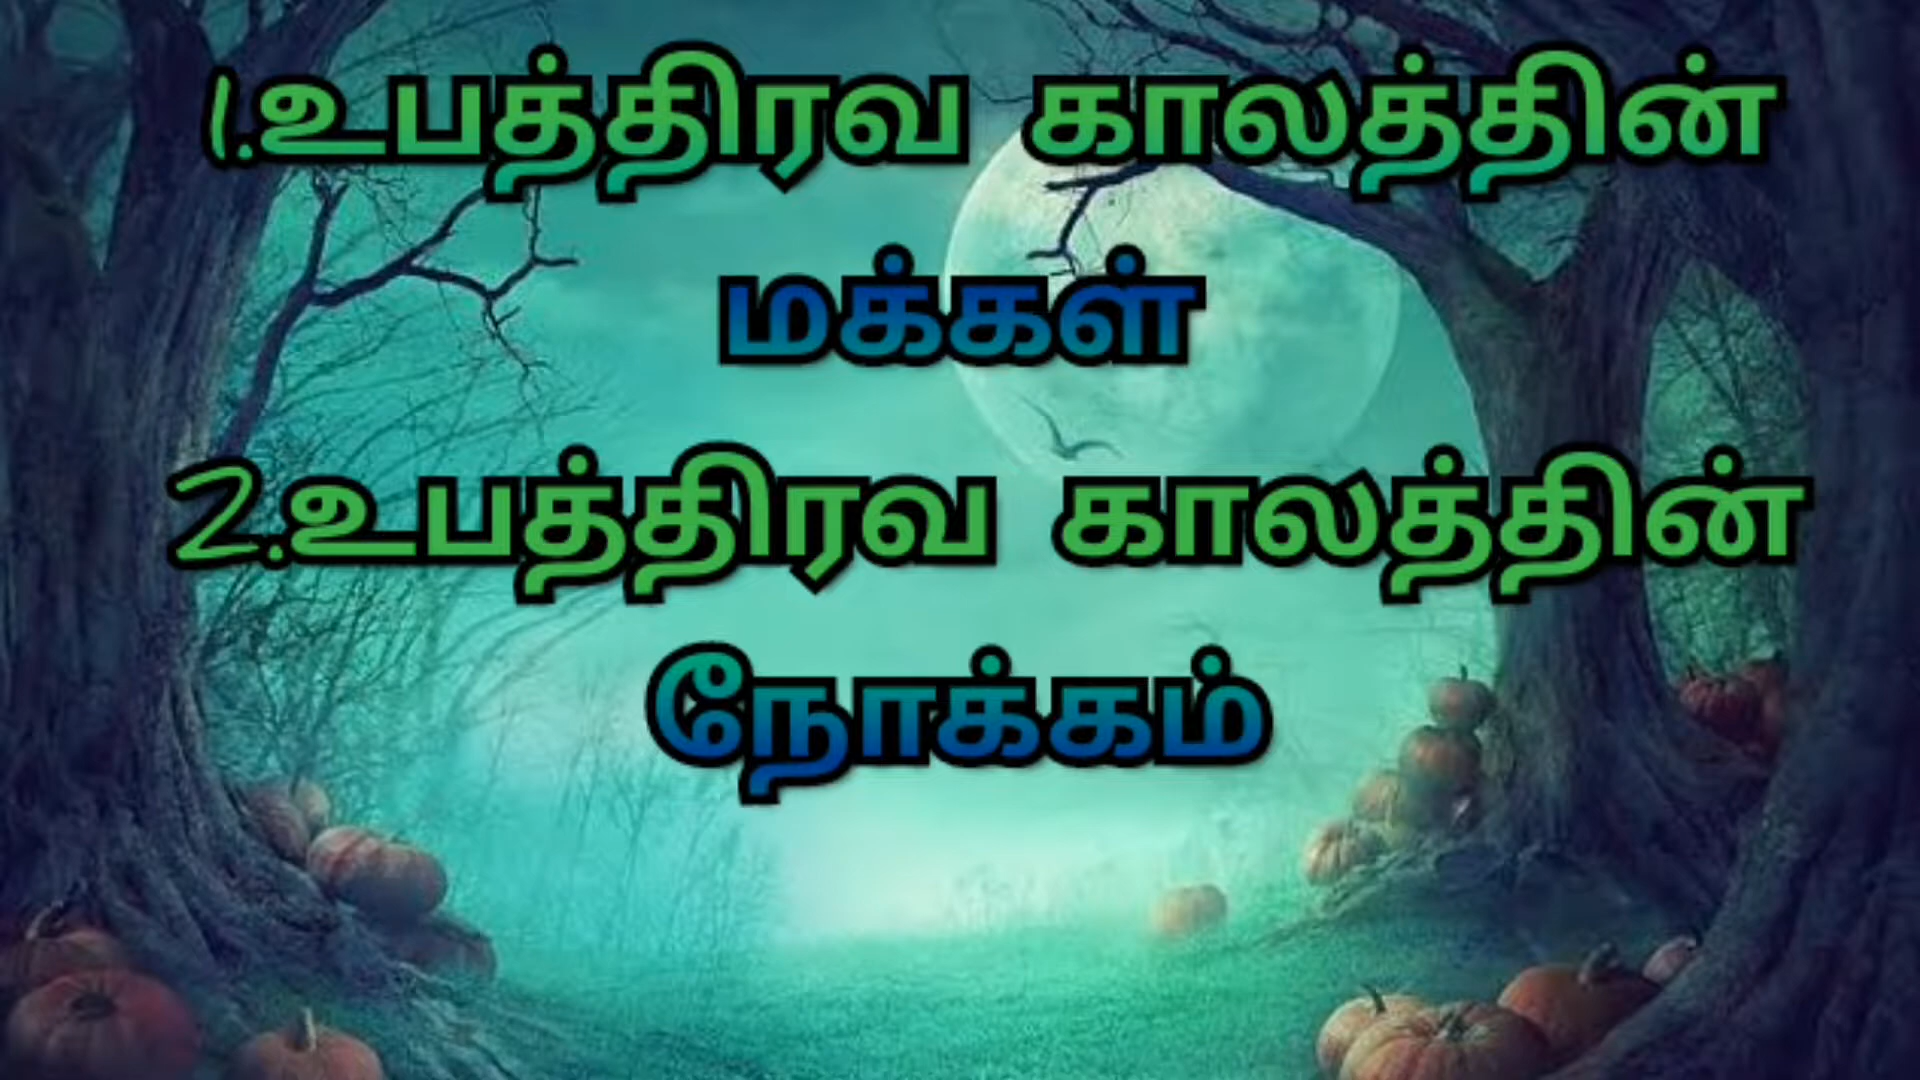 1.உபத்திரவ காலத்தின்
மக்கள்
2.உபத்திரவ காலத்தின்
நோக்கம்